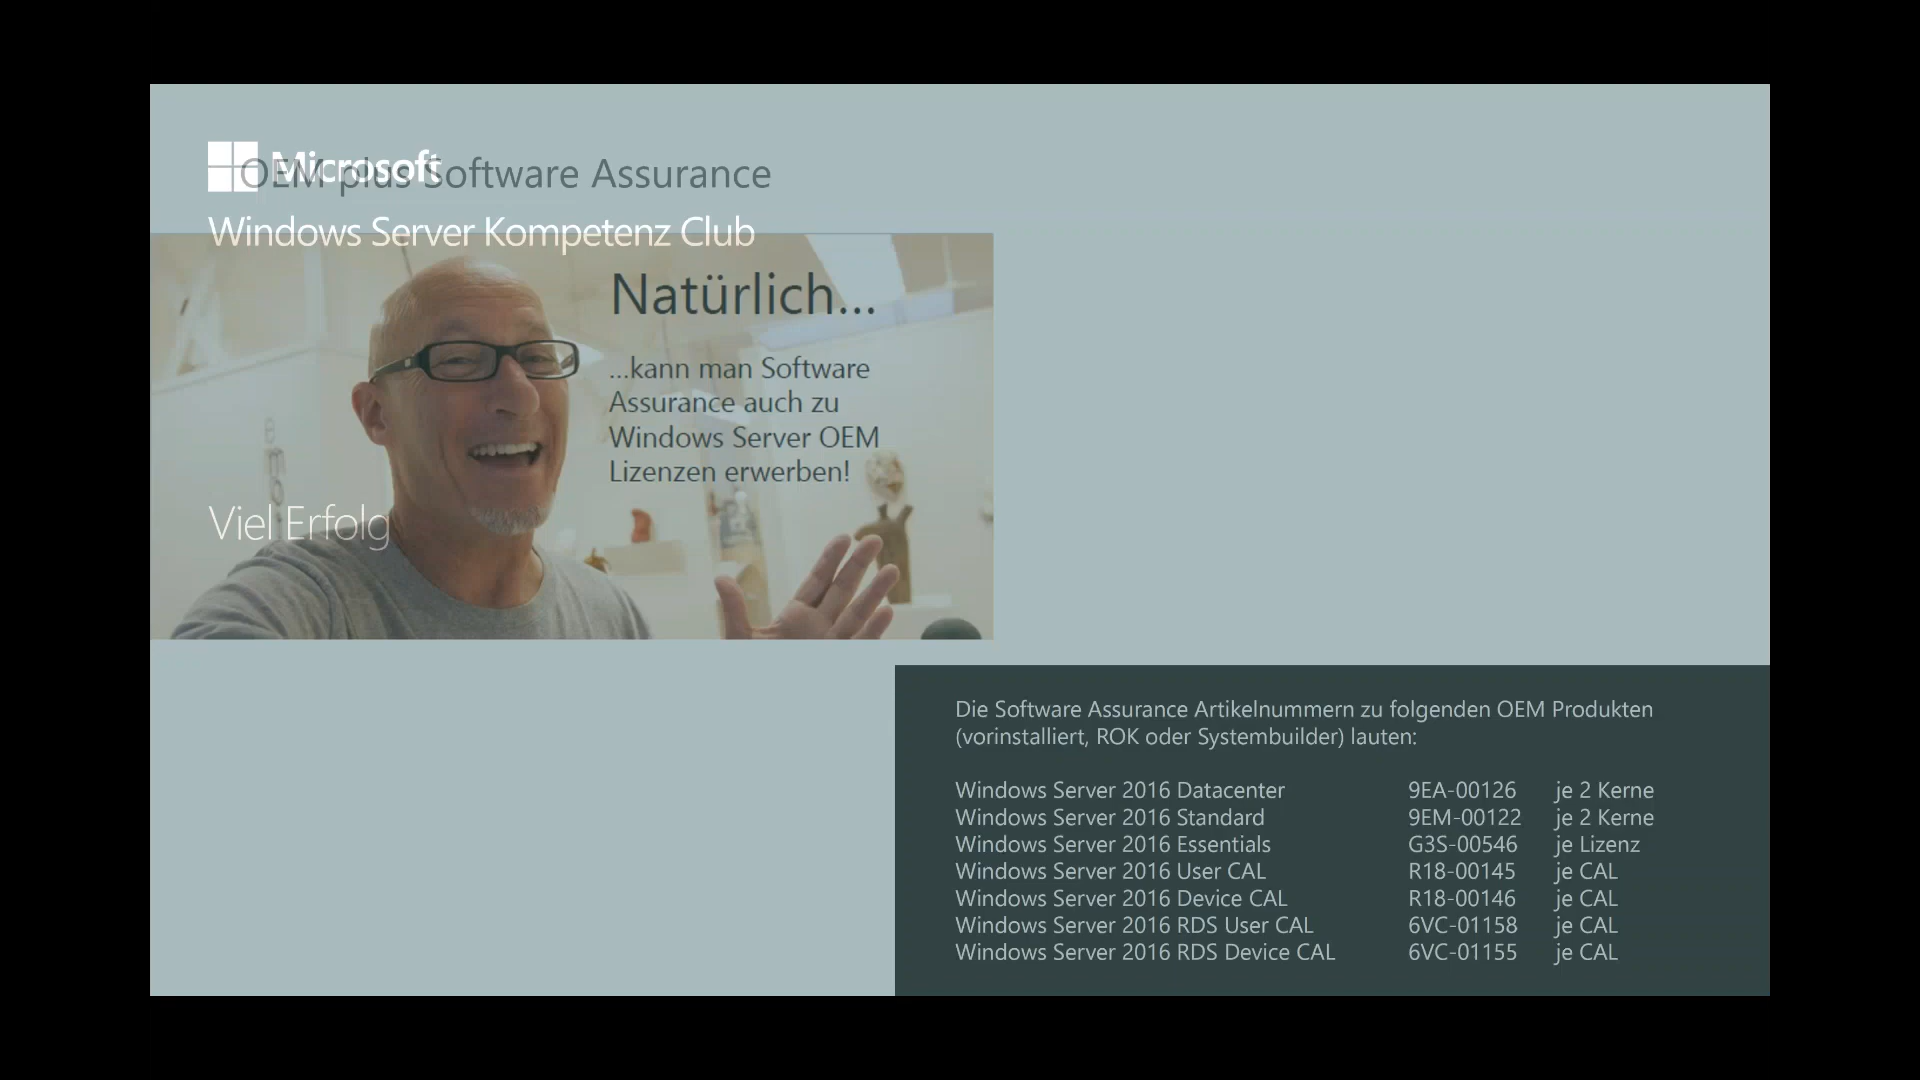 Microsoft
OEM plus Software Assurance
Windows Server Kompetenz Club
Natürlich...
...kann man Software
Assurance auch zu
Windows Server OEM
Lizenzen erwerben!
Viel Erfolg
Die Software Assurance Artikelnummern zu folgenden OEM Produkten
(vorinstalliert, ROK oder Systembuilder) lauten:
Windows Server 2016 Datacenter 9EA-00126 je 2 Kerne
Windows Server 2016 Standard 9EM-00122 je 2 Kerne
Windows Server 2016 Essentials G3S-00546 je Lizenz
Windows Server 2016 User CAL R18-00145 je CAL
Windows Server 2016 Device CAL R18-00146 je CAL
Windows Server 2016 RDS User CAL 6VC-01158 je CAL
Windows Server 2016 RDS Device CAL 6VC-01155 je CAL